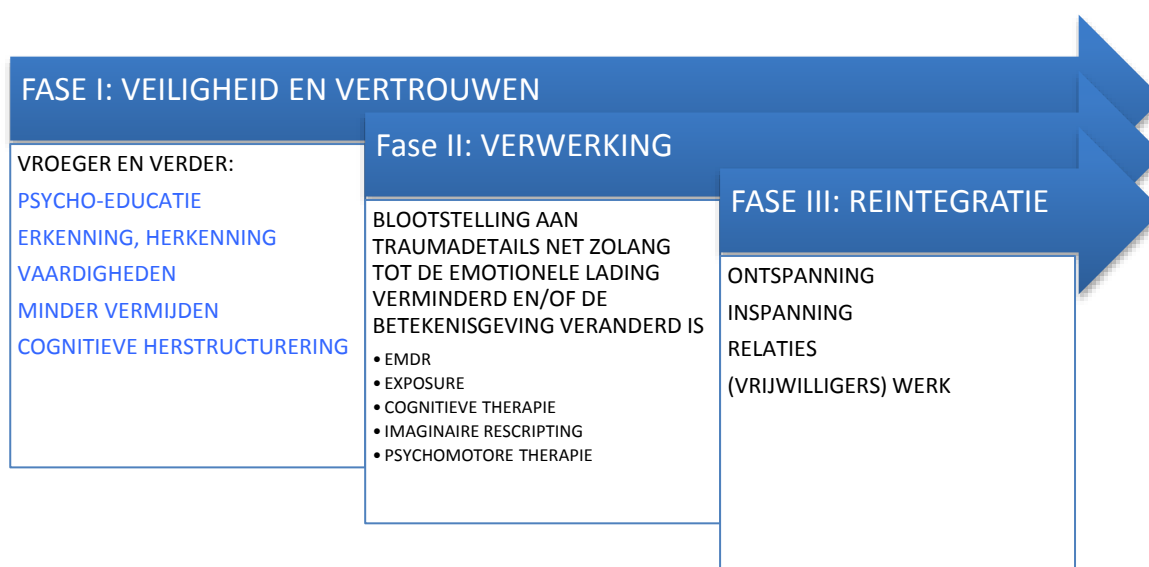 FASE I: VEILIGHEID EN VERTROUWEN
VROEGER EN VERDER:
PSYCHO-EDUCATIE
ERKENNING, HERKENNING
VAARDIGHEDEN
MINDER VERMIJDEN
COGNITIEVE HERSTRUCTURERING
Fase II: VERWERKING
BLOOTSTELLING AAN
TRAUMADETAILS NET ZOLANG
TOT DE EMOTIONELE LADING
VERMINDERD EN/OF DE
BETEKENISGEVING VERANDERD IS
• EMDR
• EXPOSURE
• COGNITIEVE THERAPIE
• IMAGINAIRE RESCRIPTING
• PSYCHOMOTORE THERAPIE
FASE III: REINTEGRATIE
ONTSPANNING
INSPANNING
RELATIES
(VRIJWILLIGERS) WERK